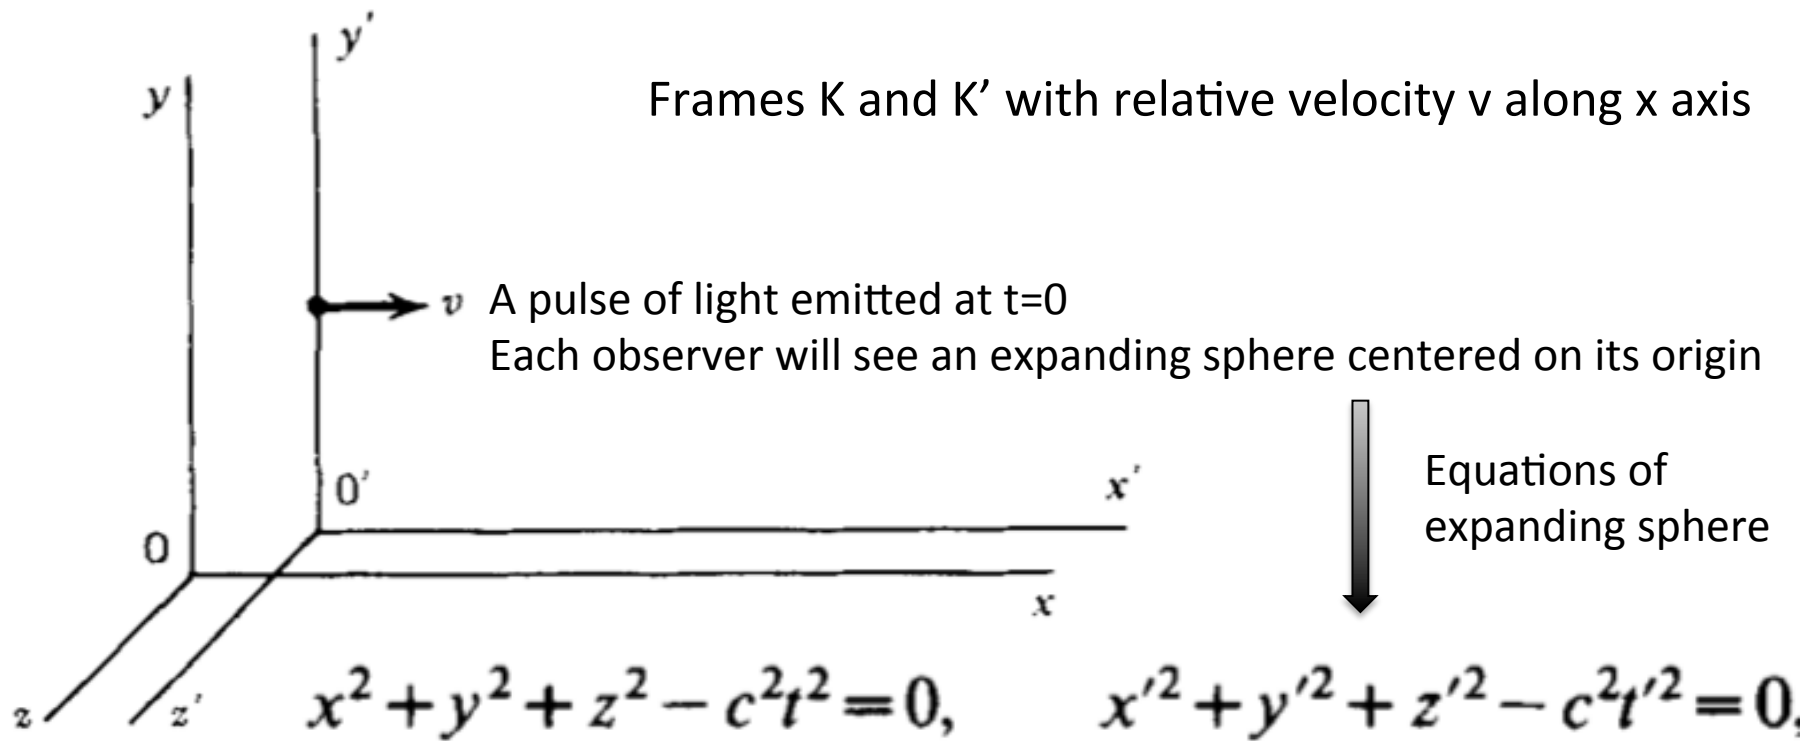 y'
y
Frames K and K’ with relative velocity v along x axis
v
A pulse of light emitted at t=0
Each observer will see an expanding sphere centered on its origin
0'
x'
Equations of
expanding sphere
0
x
z
z'
x² + y² + z² − c²t² = 0,
x'² + y'² + z'² − c²t'² = 0,